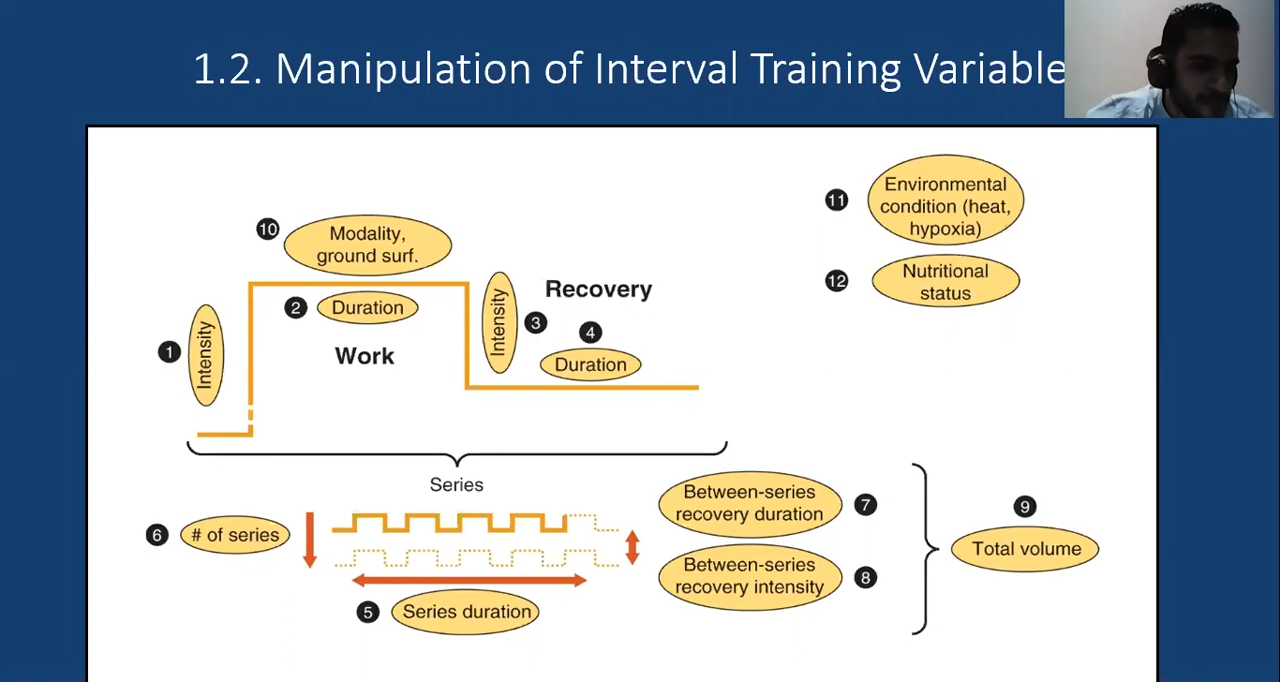 1.2. Manipulation of Interval Training Variable
11
Environmental
condition (heat,
hypoxia)
10
Modality,
ground surf.
12
Nutritional
status
2
Duration
Recovery
1
Intensity
Work
Intensity
3
4
Duration
Series
6
# of series
Between-series
recovery duration
7
Between-series
recovery intensity
8
9
Total volume
5
Series duration